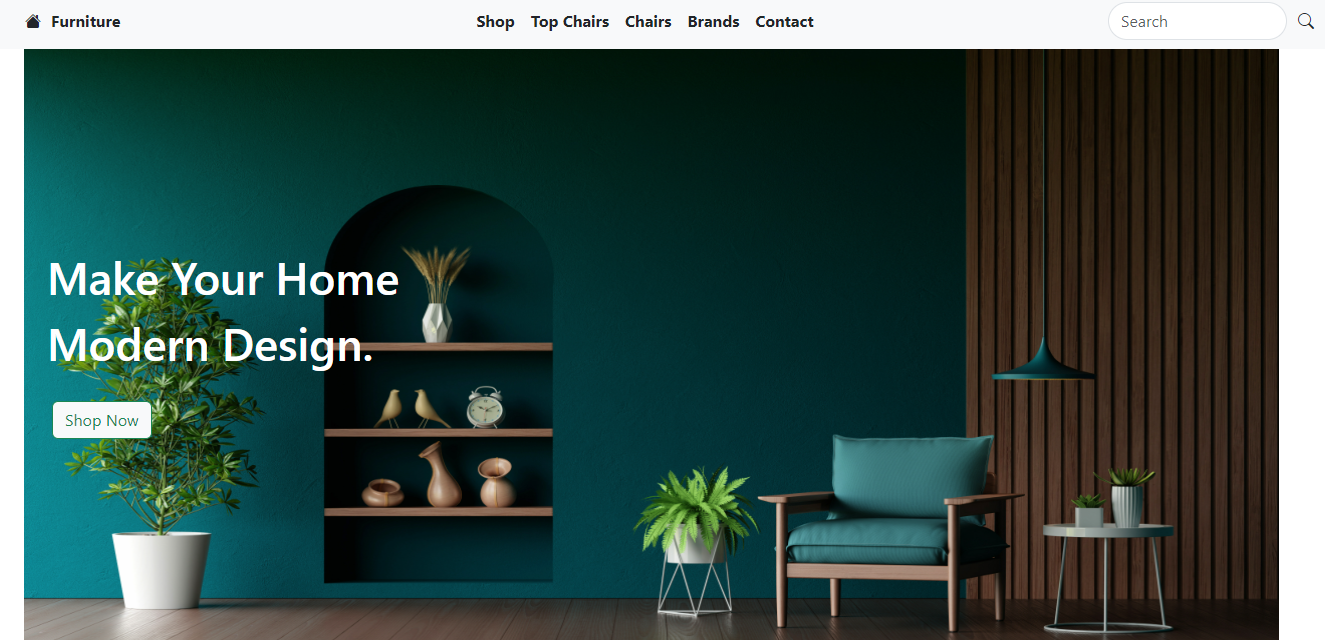 Furniture
Shop Top Chairs Chairs Brands Contact
Search
Make Your Home
Modern Design.
Shop Now